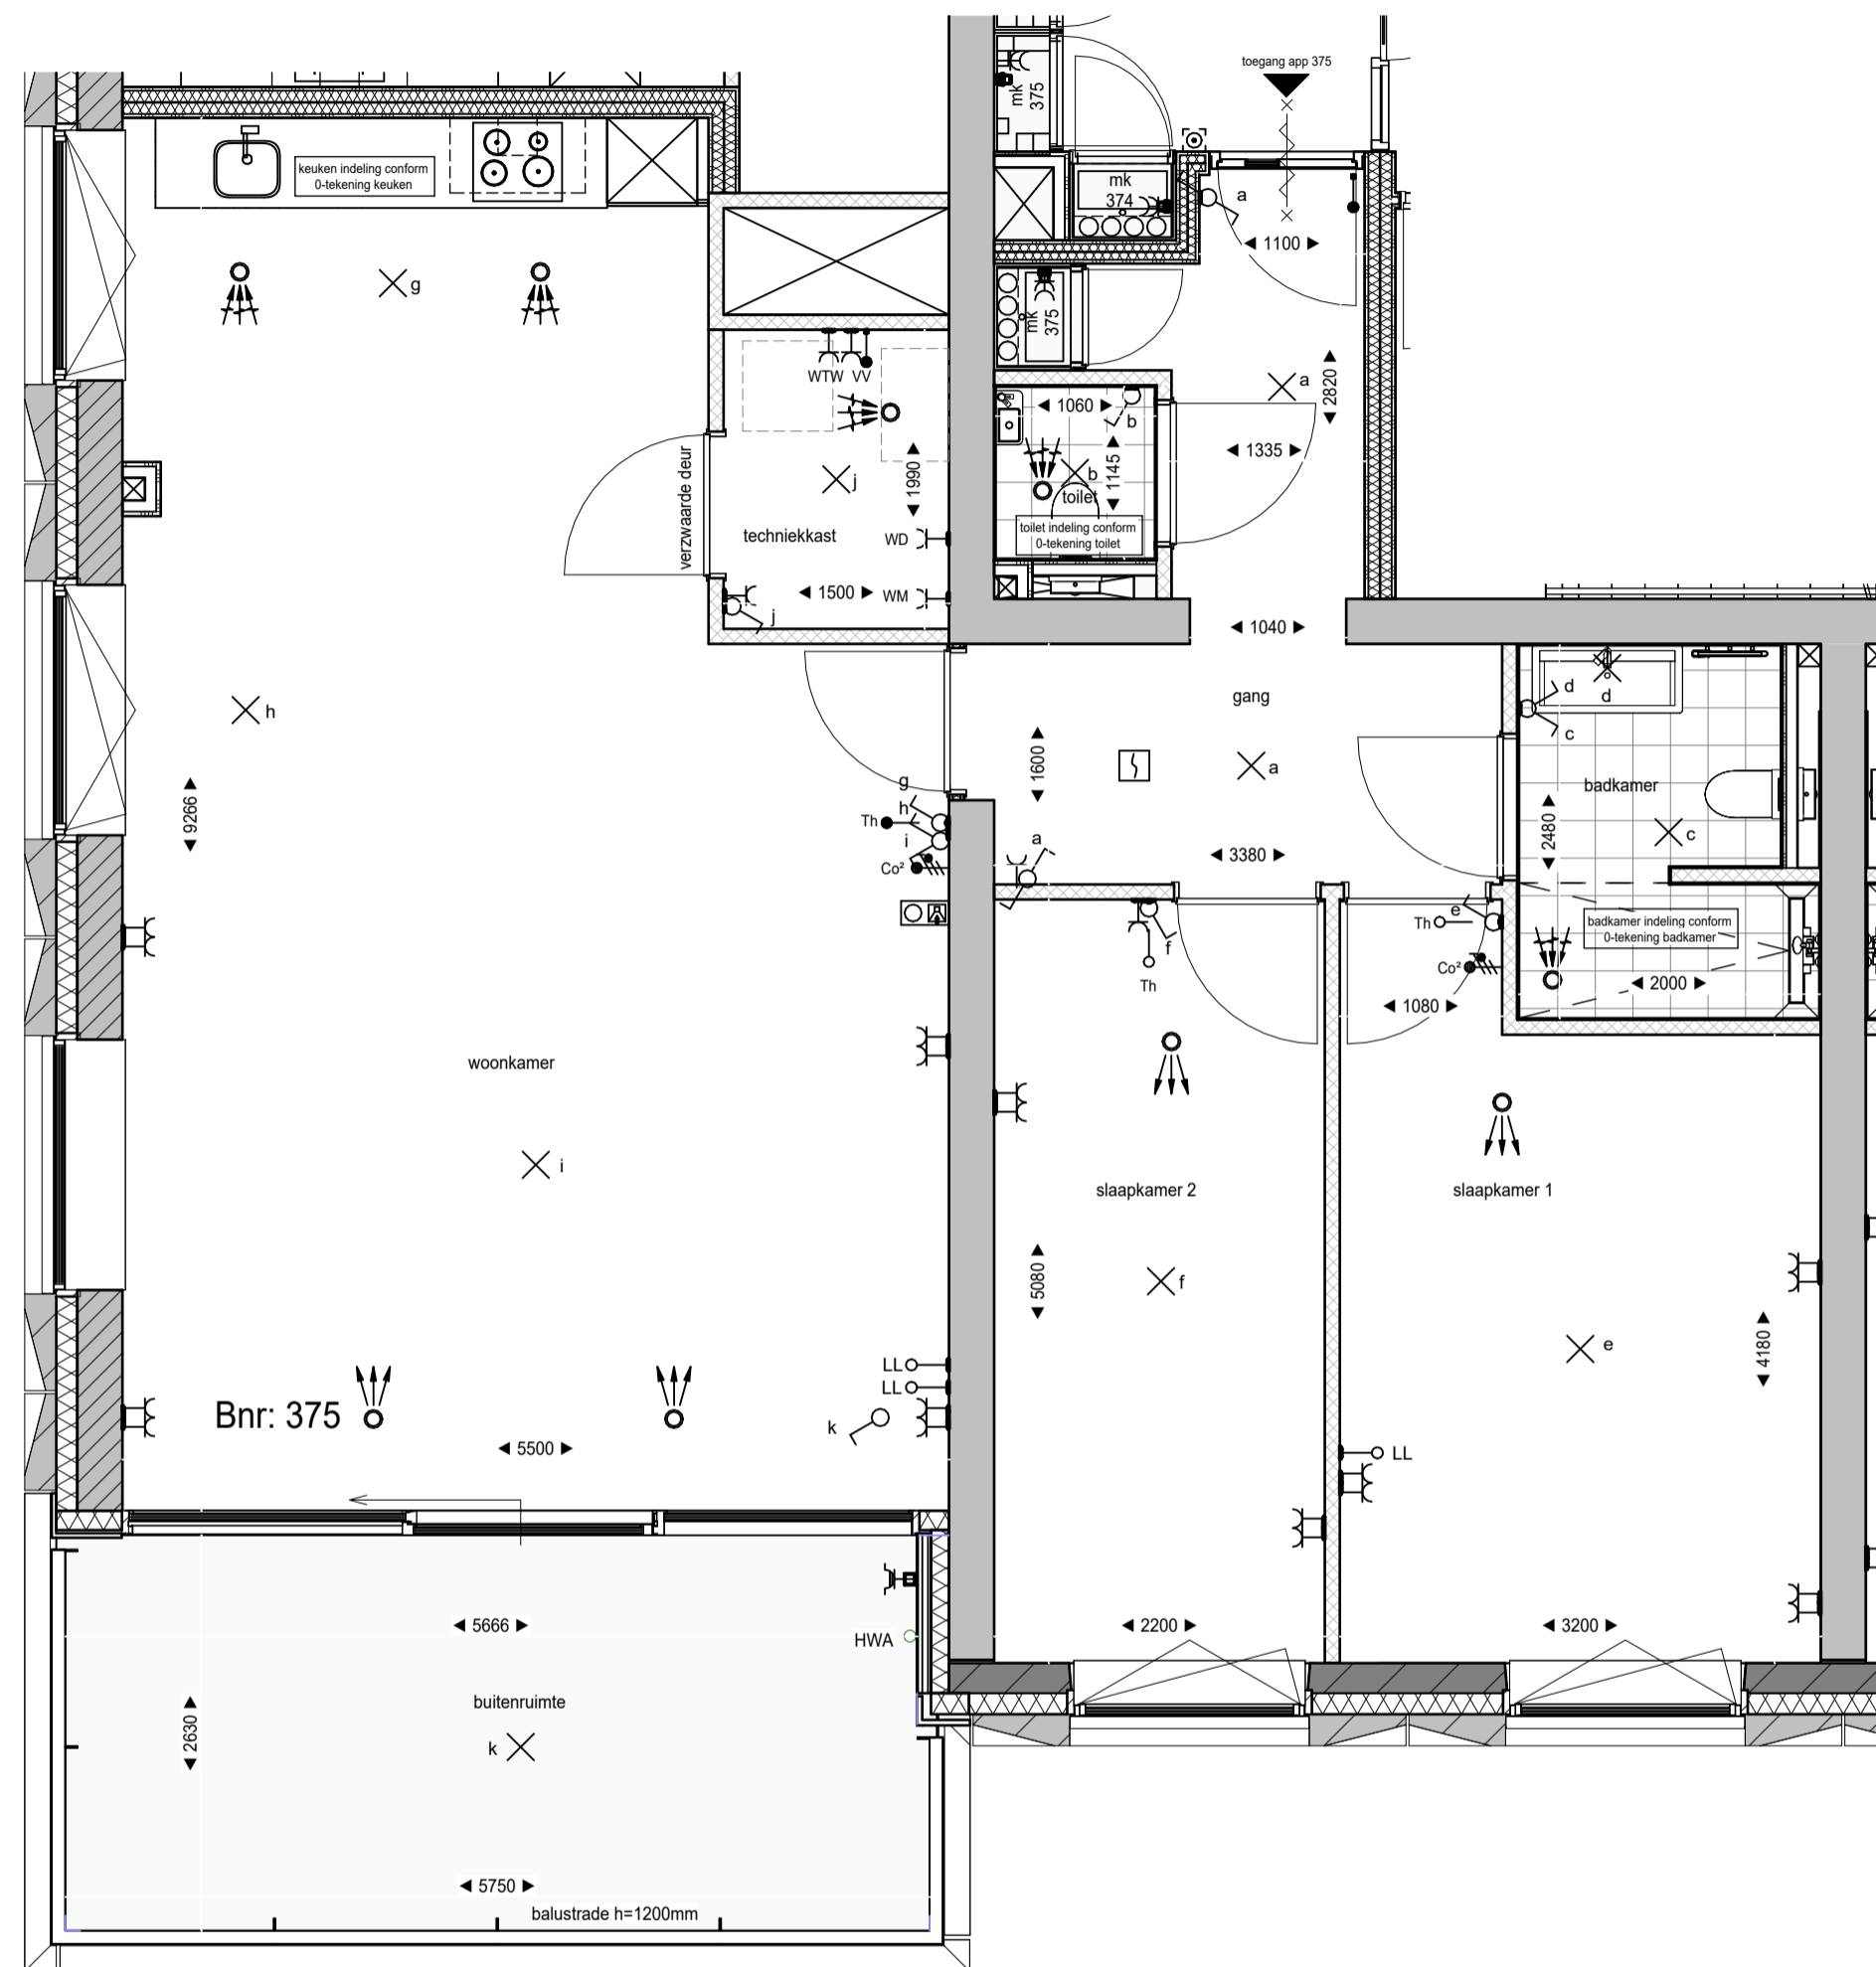 toegang app 375
mk
375
mk
374
a
1100
keuken indeling conform
0-tekening keuken
g
mk
375
WTW
VV
a
2820
1060
b
1335
1145
b
toilet
toilet indeling conform
0-tekening toilet
verzwaarde deur
j
1990
techniekkast
WD
1500
WM
j
1040
gang
d
d
c
h
1600
a
badkamer
9266
g
h
Th
i
Co²
a
3380
2480
c
e
Th
f
Th
Co²
1080
badkamer indeling conform
0-tekening badkamer
2000
woonkamer
i
slaapkamer 2
slaapkamer 1
5080
f
e
4180
LL
LL
Bnr: 375
k
5500
LL
5666
HWA
2200
3200
buitenruimte
2630
k
5750
balustrade h=1200mm